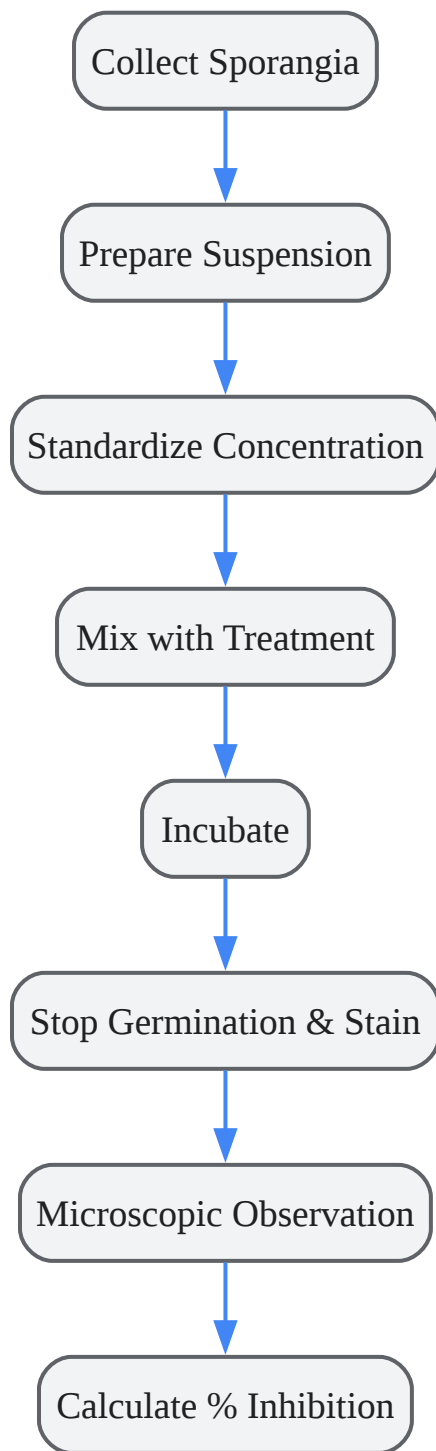 Collect Sporangia
Prepare Suspension
Standardize Concentration
Mix with Treatment
Incubate
Stop Germination & Stain
Microscopic Observation
Calculate % Inhibition